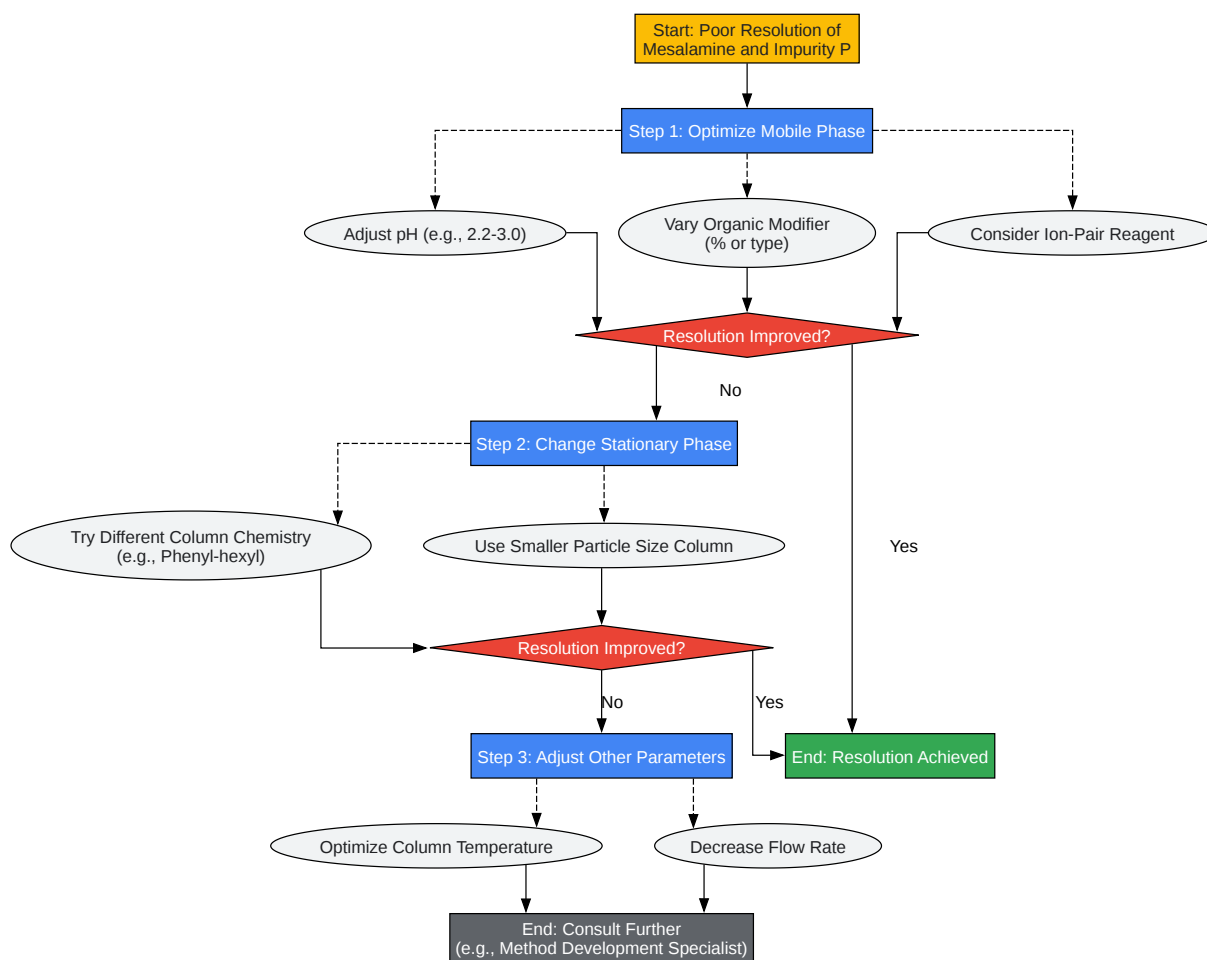 Start: Poor Resolution of
Mesalamine and Impurity P
Step 1: Optimize Mobile Phase
Adjust pH (e.g., 2.2-3.0)
Vary Organic Modifier
(% or type)
Consider Ion-Pair Reagent
Resolution Improved?
No
Step 2: Change Stationary Phase
Try Different Column Chemistry
(e.g., Phenyl-hexyl)
Use Smaller Particle Size Column
Yes
Resolution Improved?
No
Yes
Step 3: Adjust Other Parameters
End: Resolution Achieved
Optimize Column Temperature
Decrease Flow Rate
End: Consult Further
(e.g., Method Development Specialist)